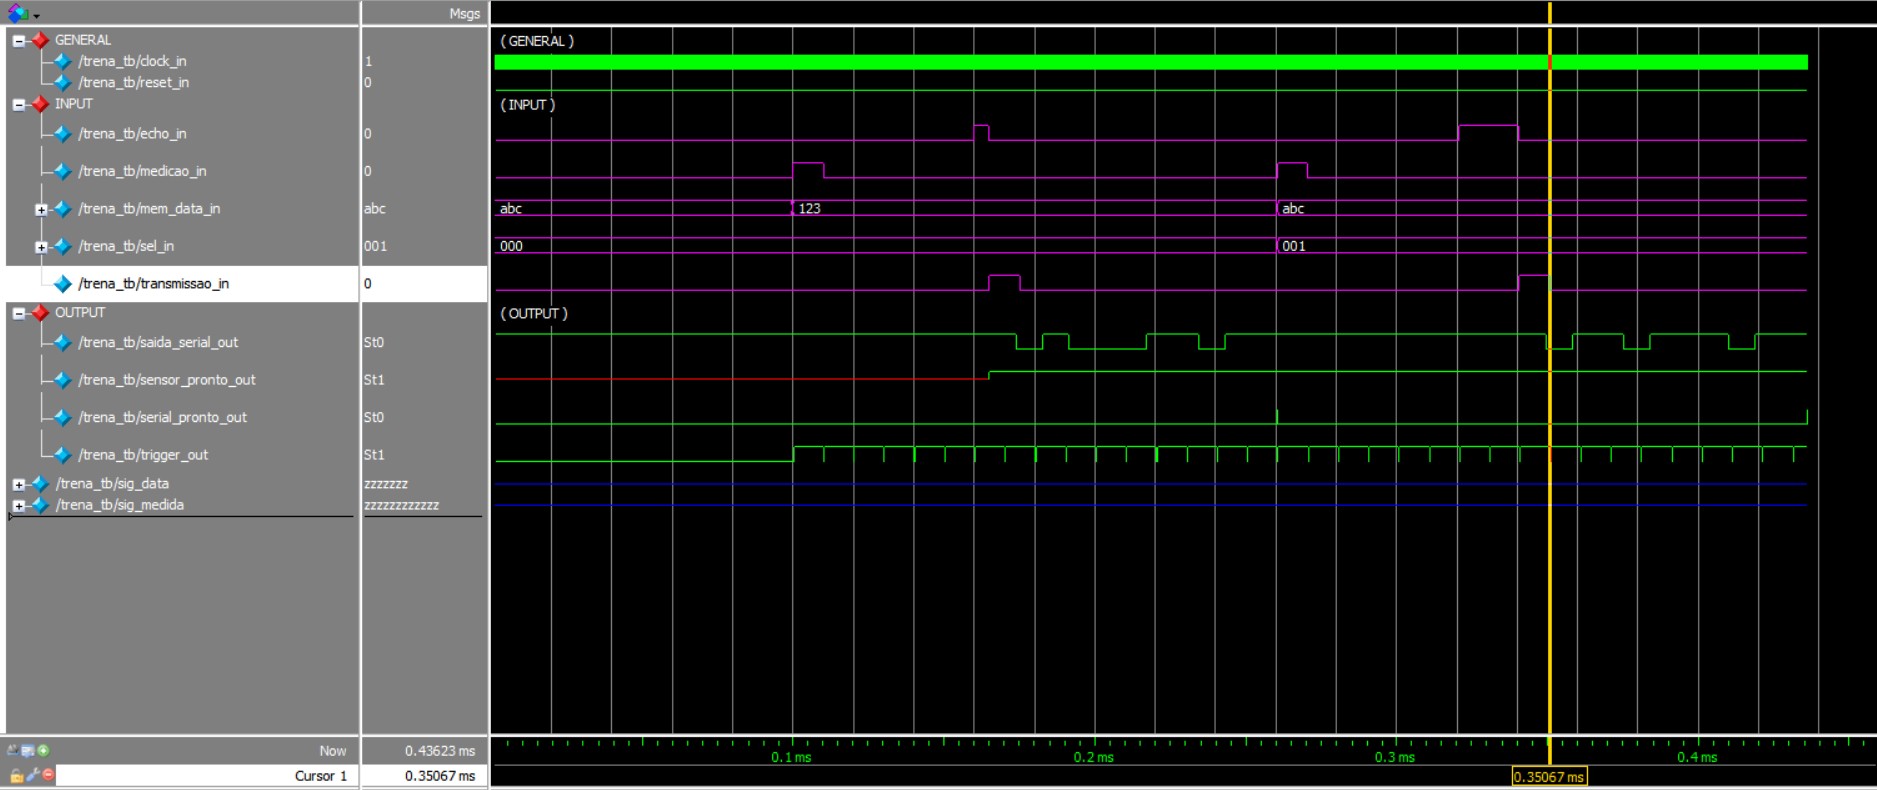 Msgs
GENERAL ( GENERAL )
/trena_tb/clock_in 1
/trena_tb/reset_in 0
INPUT ( INPUT )
/trena_tb/echo_in 0
/trena_tb/medicao_in 0
/trena_tb/mem_data_in abc abc 123 abc
/trena_tb/sel_in 001 000 001
/trena_tb/transmissao_in 0
OUTPUT ( OUTPUT )
/trena_tb/saida_serial_out St0
/trena_tb/sensor_pronto_out St1
/trena_tb/serial_pronto_out St0
/trena_tb/trigger_out St1
/trena_tb/sig_data zzzzzzz
/trena_tb/sig_medida zzzzzzzzzzzz
Now 0.43623 ms 0.1 ms 0.2 ms 0.3 ms 0.4 ms
Cursor 1 0.35067 ms 0.35067 ms